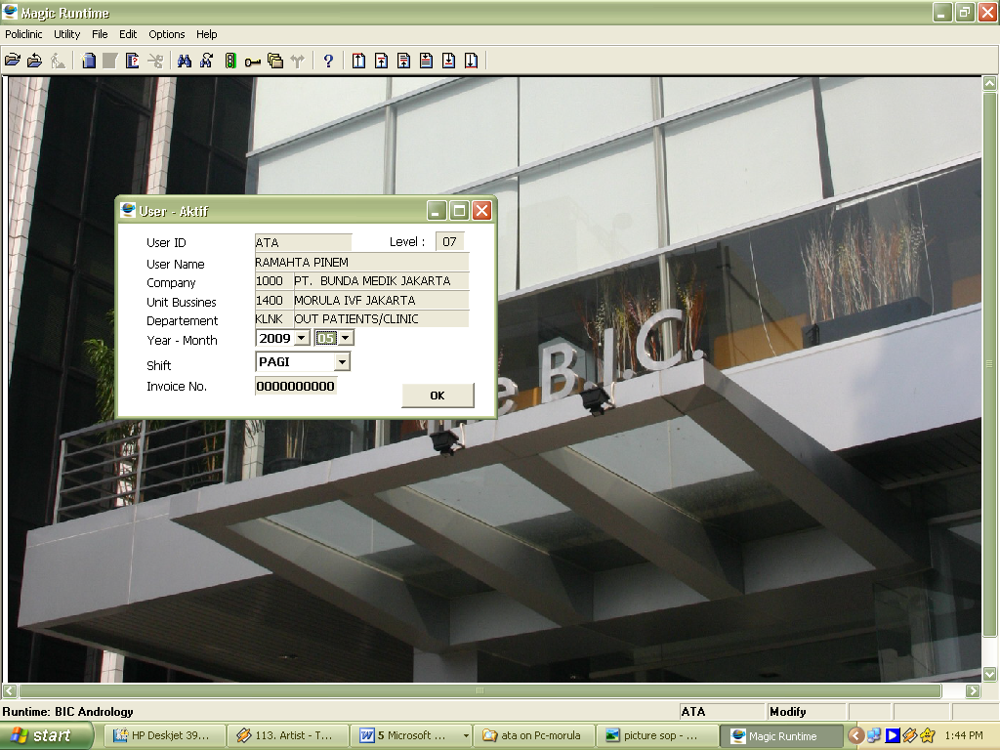 Magic Runtime
Policlinic Utility File Edit Options Help
User - Aktif
User ID ATA Level : 07
User Name RAMAHTA PINEM
Company 1000 PT. BUNDA MEDIK JAKARTA
Unit Bussines 1400 MORULA IVF JAKARTA
Departement KLNK OUT PATIENTS/CLINIC
Year - Month 2009 05
Shift PAGI
Invoice No. 0000000000
OK
B.I.C.
Runtime: BIC Andrology ATA Modify
start HP Deskjet 39... 113. Artist - T... 5 Microsoft ... ata on Pc-morula picture sop - ... Magic Runtime 1:44 PM